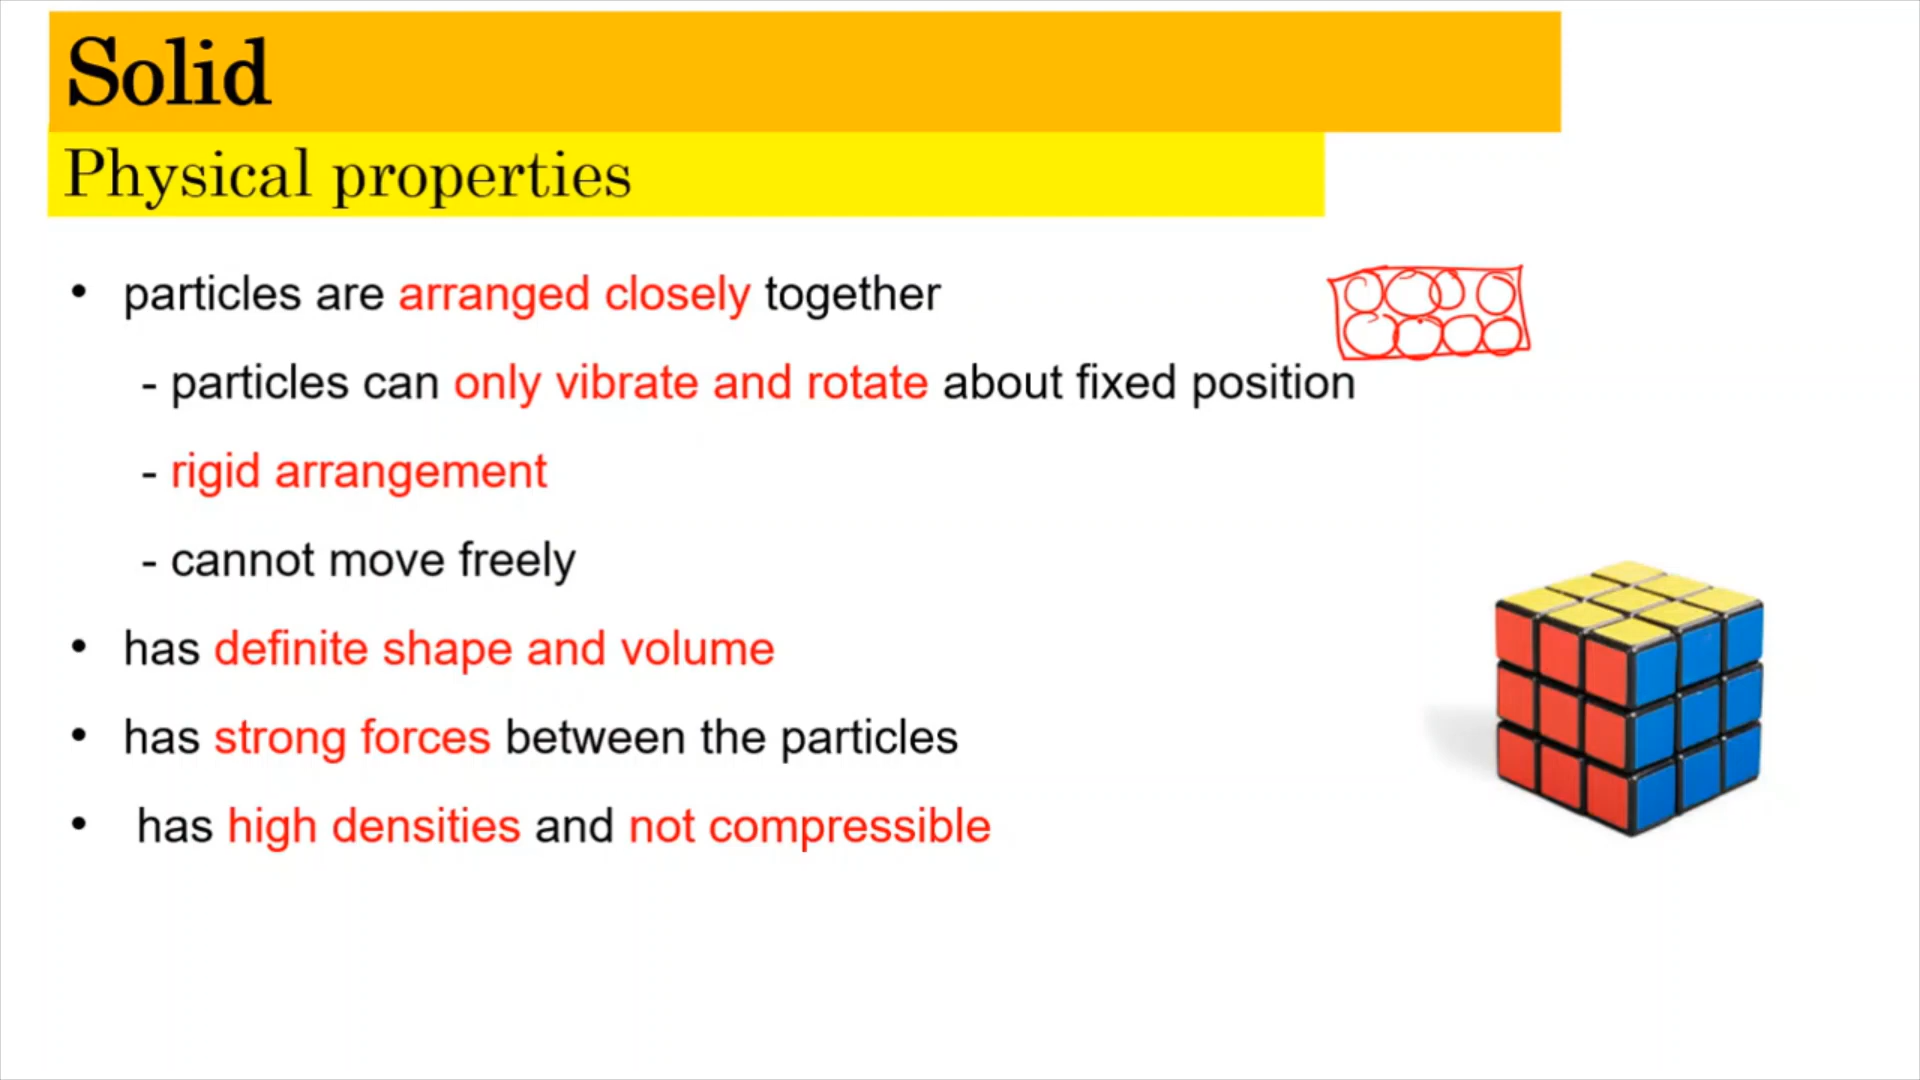 Solid
Physical properties
• particles are arranged closely together
- particles can only vibrate and rotate about fixed position
- rigid arrangement
- cannot move freely
• has definite shape and volume
• has strong forces between the particles
• has high densities and not compressible